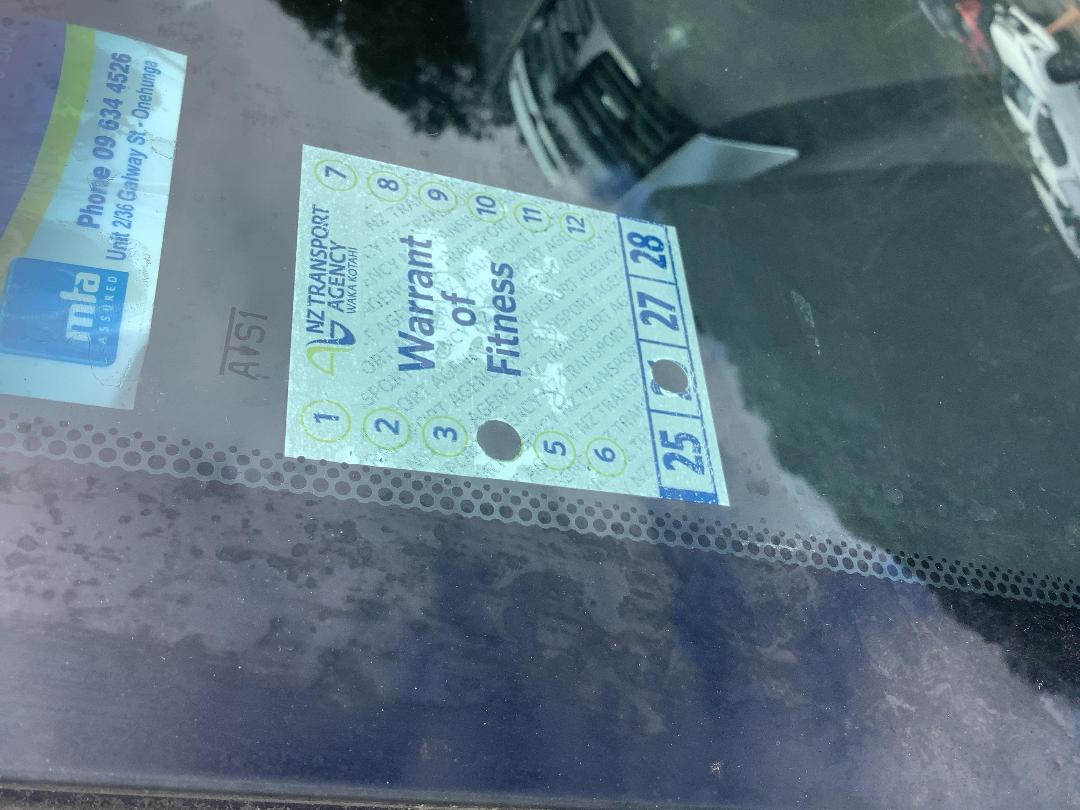 Phone 09 634 4526
Unit 2/36 Galway St - Onehunga
mta
ASSURED
AVS1
NZ TRANSPORT
AGENCY
WAKA KOTAHI
Warrant
of
Fitness
1
2
3
5
6
7
8
9
10
11
12
25
27
28